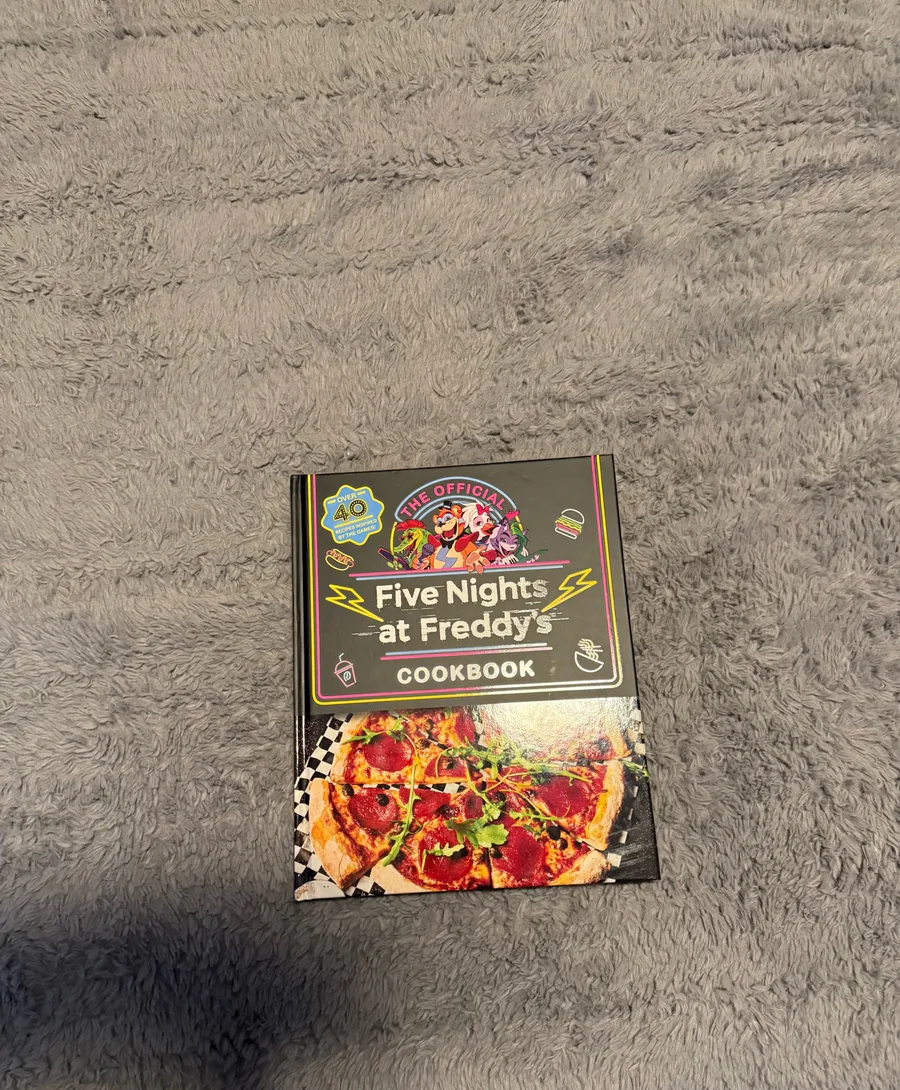 OVER
40
RECIPES INSPIRED
BY THE GAMES!
THE OFFICIAL
Five Nights
at Freddy's
COOKBOOK